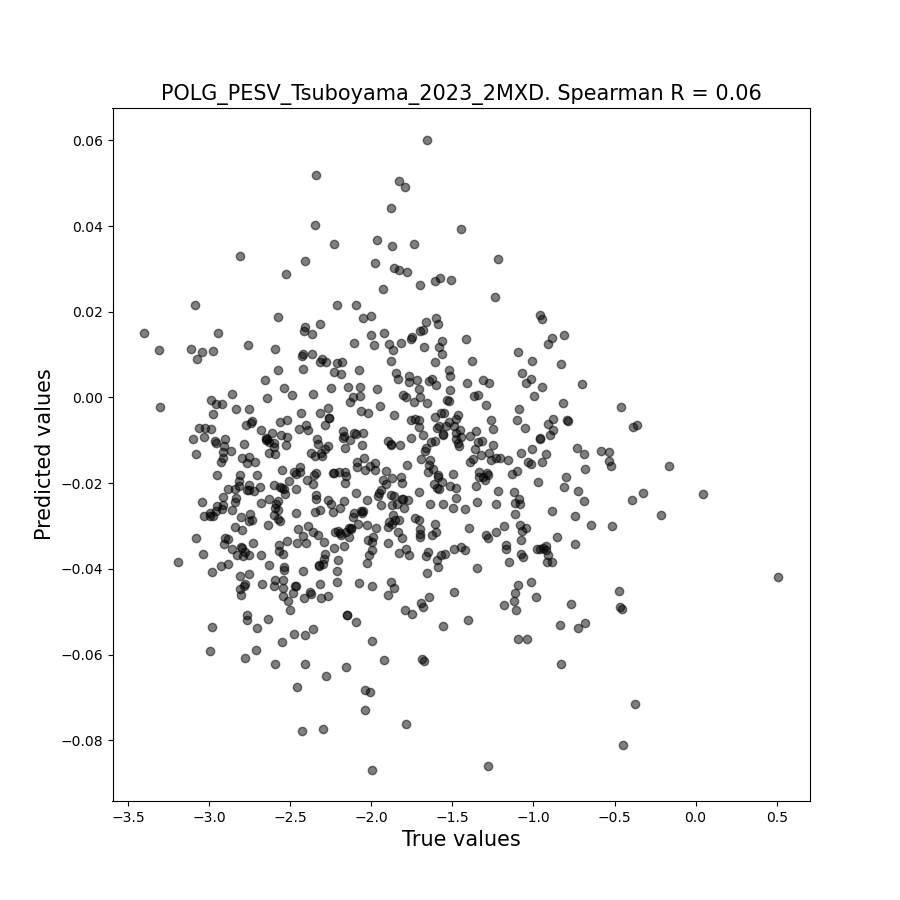 POLG_PESV_Tsuboyama_2023_2MXD. Spearman R = 0.06
0.06
0.04
0.02
0.00
−0.02
−0.04
−0.06
−0.08
Predicted values
−3.5 −3.0 −2.5 −2.0 −1.5 −1.0 −0.5 0.0 0.5
True values